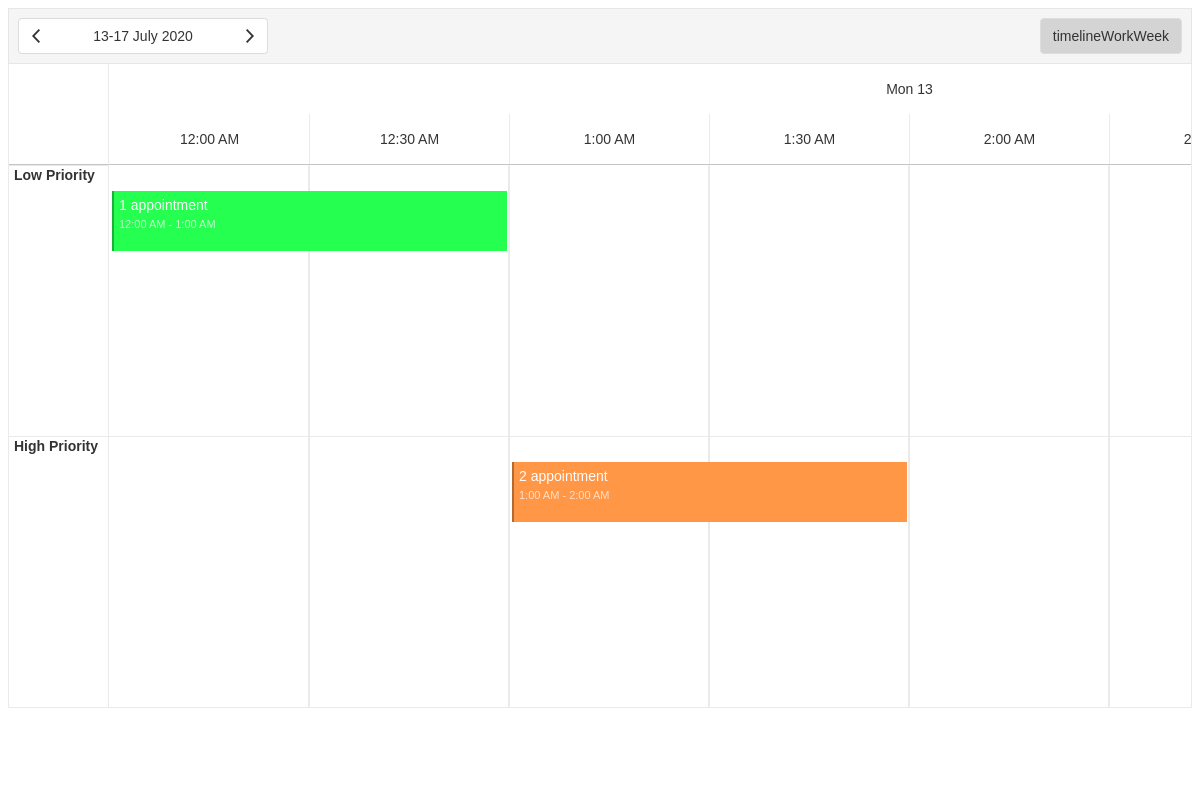 13-17 July 2020
timelineWorkWeek
Mon 13
12:00 AM
12:30 AM
1:00 AM
1:30 AM
2:00 AM
2
Low Priority
1 appointment
12:00 AM - 1:00 AM
High Priority
2 appointment
1:00 AM - 2:00 AM